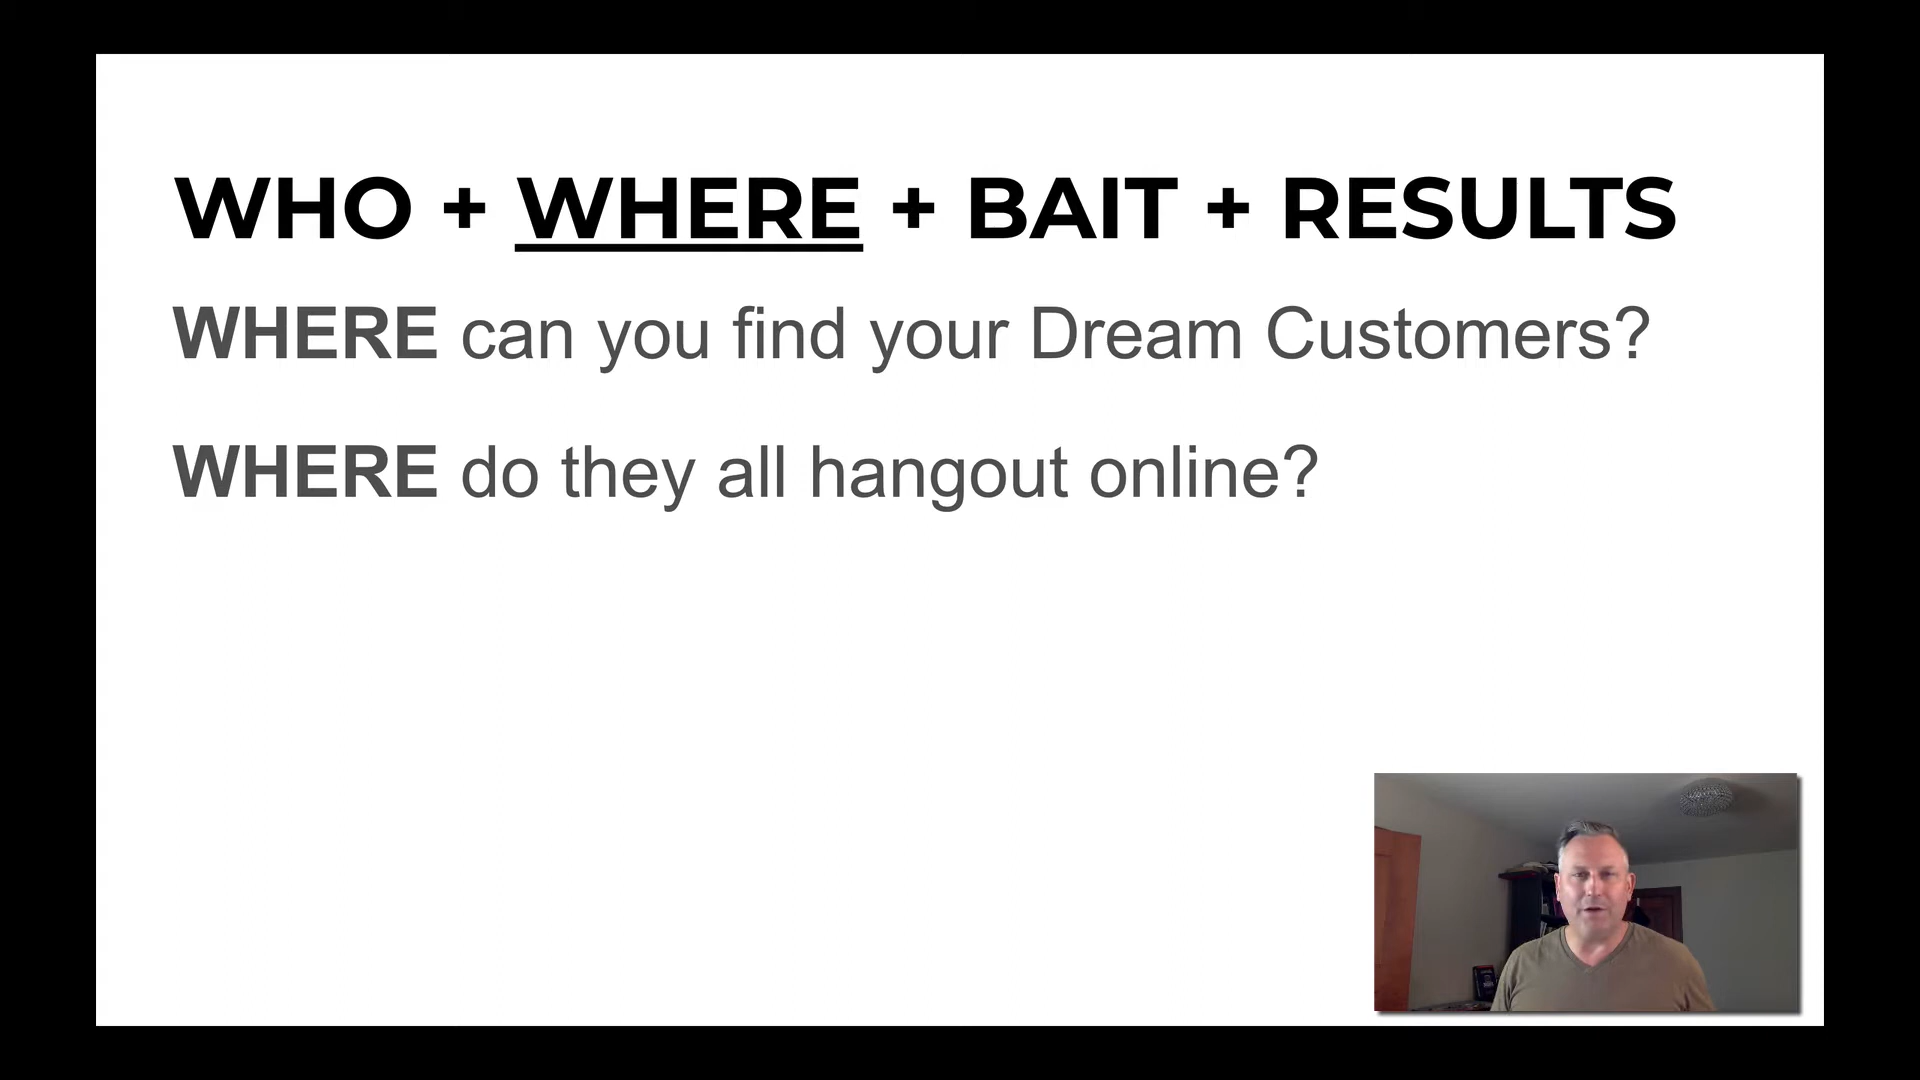 WHO + WHERE + BAIT + RESULTS
WHERE can you find your Dream Customers?
WHERE do they all hangout online?